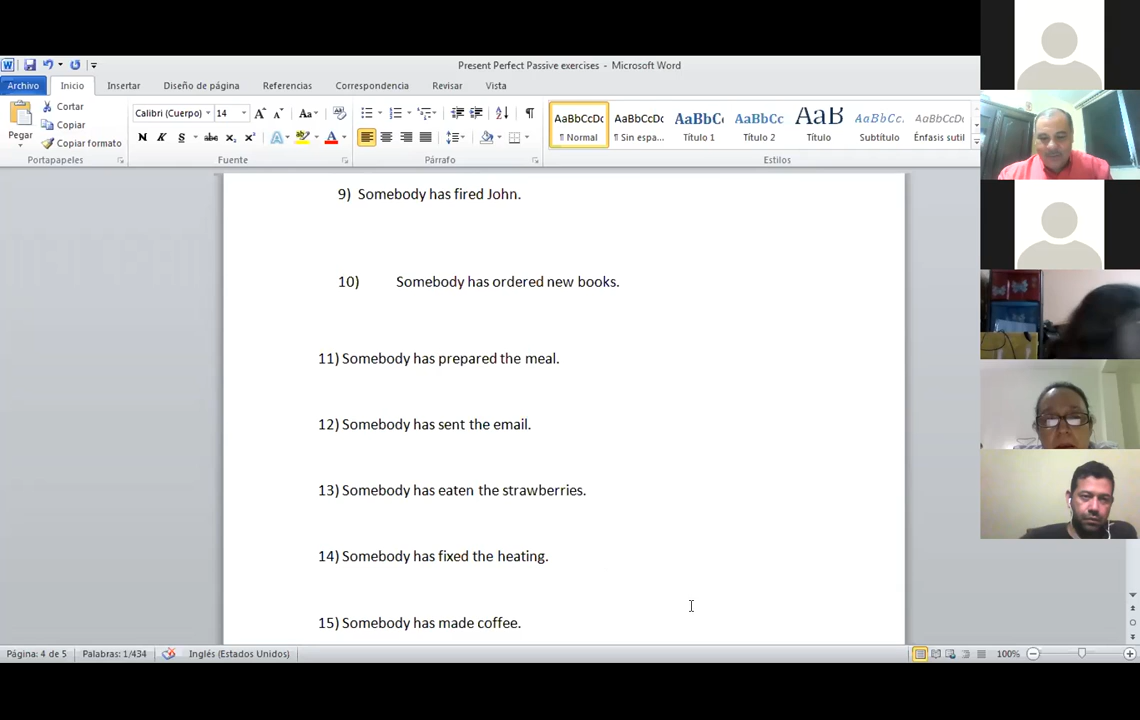 Present Perfect Passive exercises - Microsoft Word
Archivo Inicio Insertar Diseño de página Referencias Correspondencia Revisar Vista
Pegar
Cortar
Copiar
Copiar formato
Portapapeles
Calibri (Cuerpo) 14
Fuente
Párrafo
AaBbCcDc AaBbCcDc AaBbC AaBbCc AaB AaBbCc. AaBbCcDc
¶ Normal ¶ Sin espa... Título 1 Título 2 Título Subtítulo Énfasis sutil
Estilos
9) Somebody has fired John.
10) Somebody has ordered new books.
11) Somebody has prepared the meal.
12) Somebody has sent the email.
13) Somebody has eaten the strawberries.
14) Somebody has fixed the heating.
15) Somebody has made coffee.
Página: 4 de 5 Palabras: 1/434 Inglés (Estados Unidos) 100%